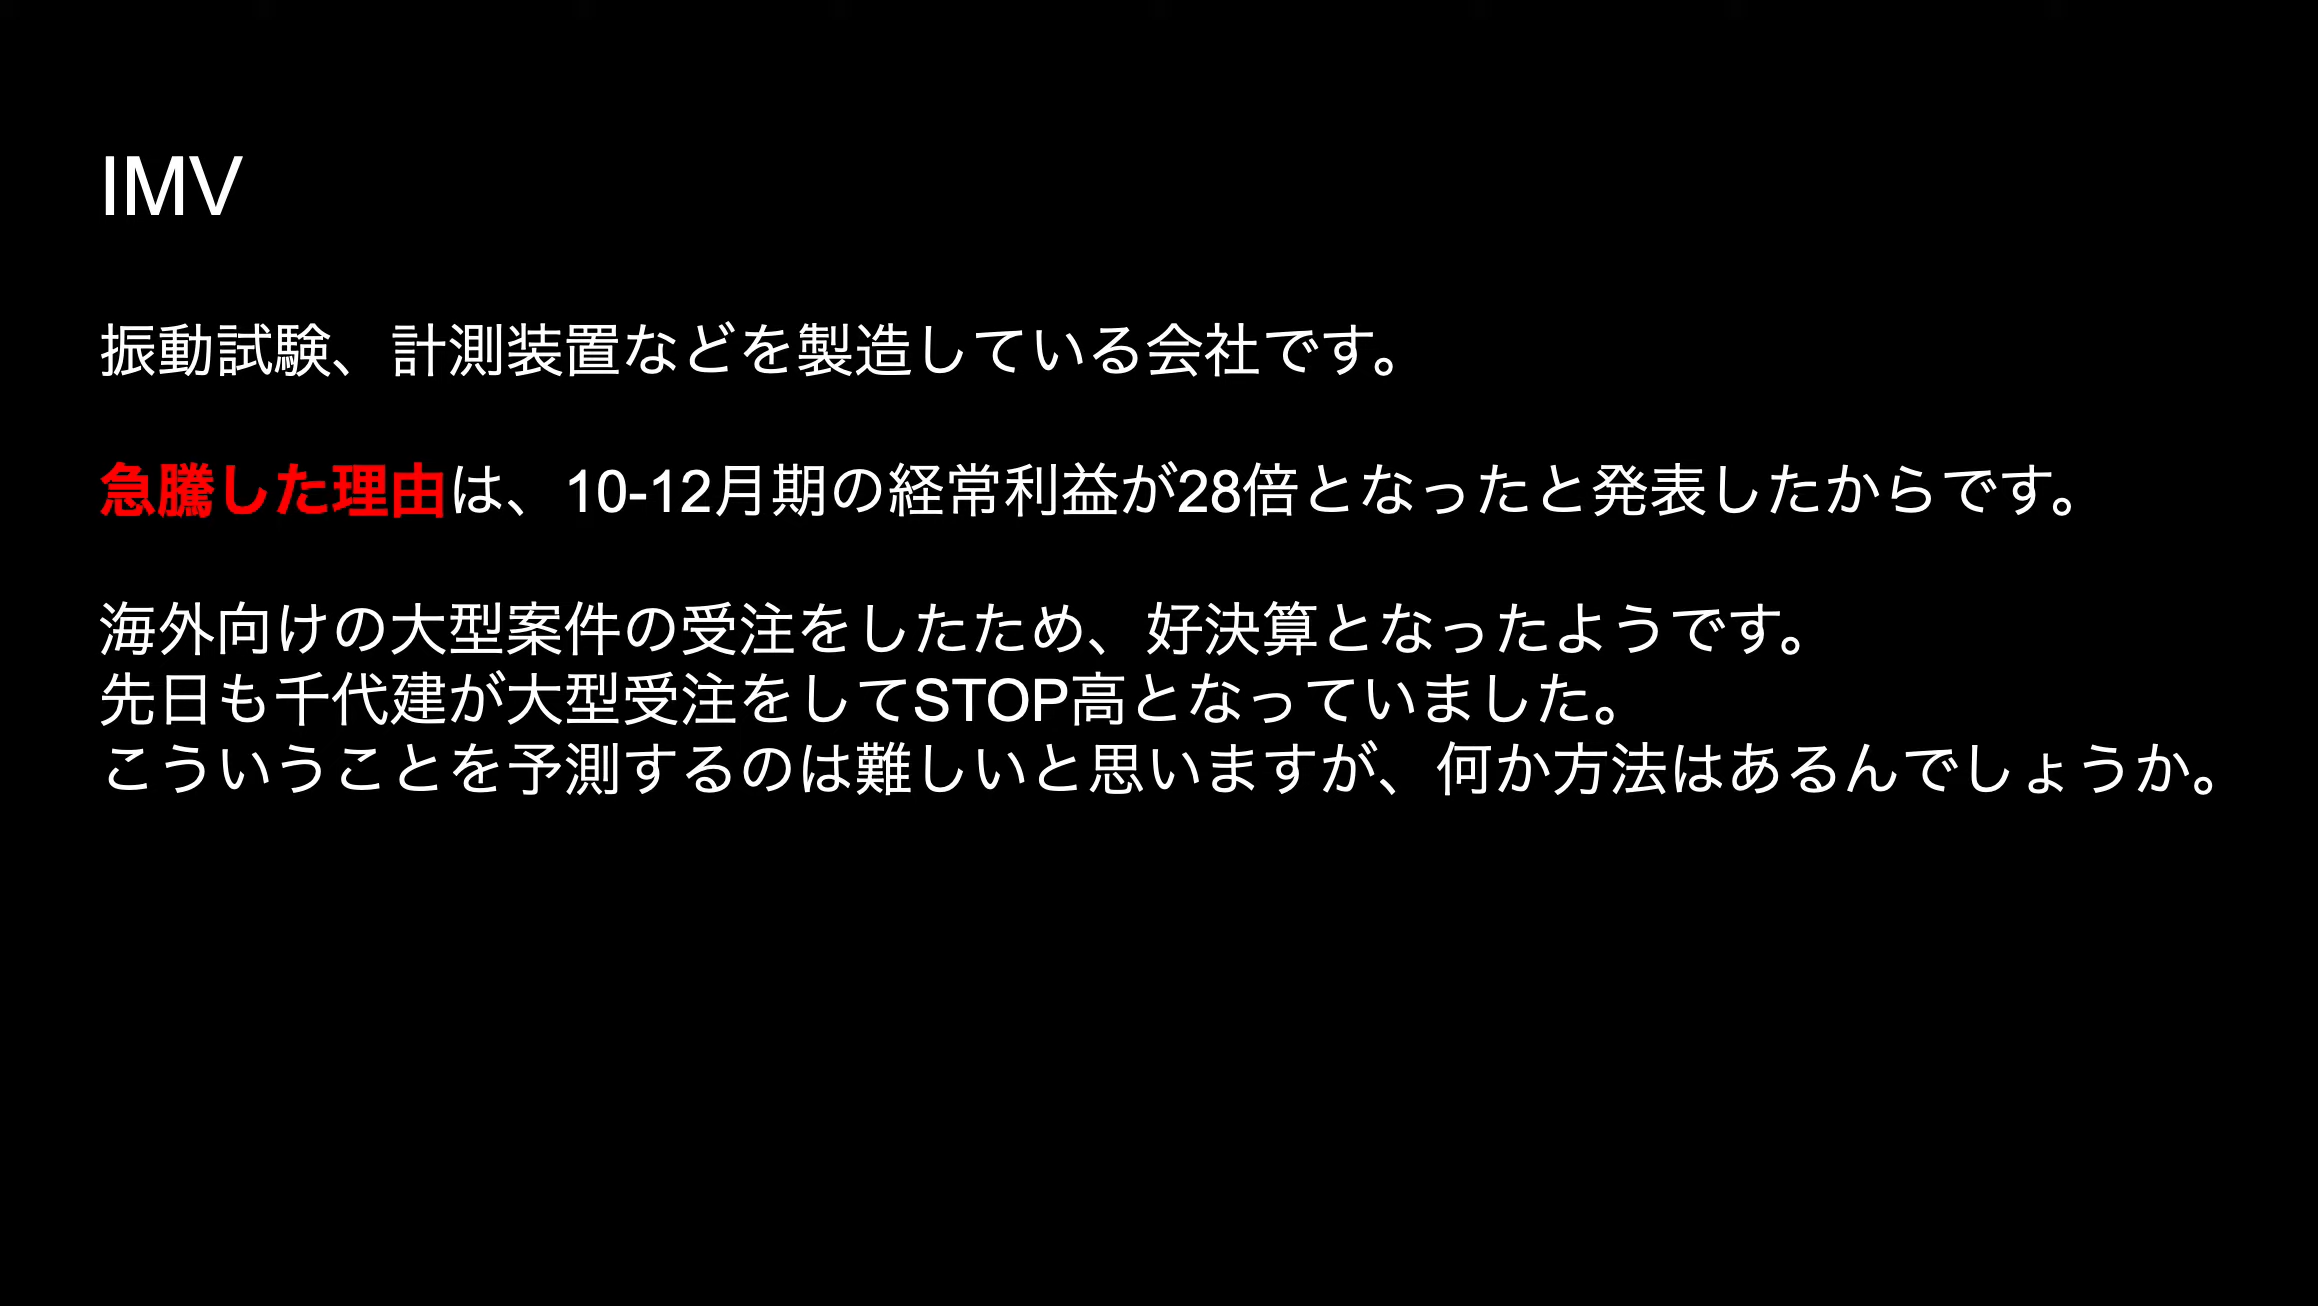 IMV
振動試験、計測装置などを製造している会社です。
急騰した理由は、10-12月期の経常利益が28倍となったと発表したからです。
海外向けの大型案件の受注をしたため、好決算となったようです。
先日も千代建が大型受注をしてSTOP高となっていました。
こういうことを予測するのは難しいと思いますが、何か方法はあるんでしょうか。